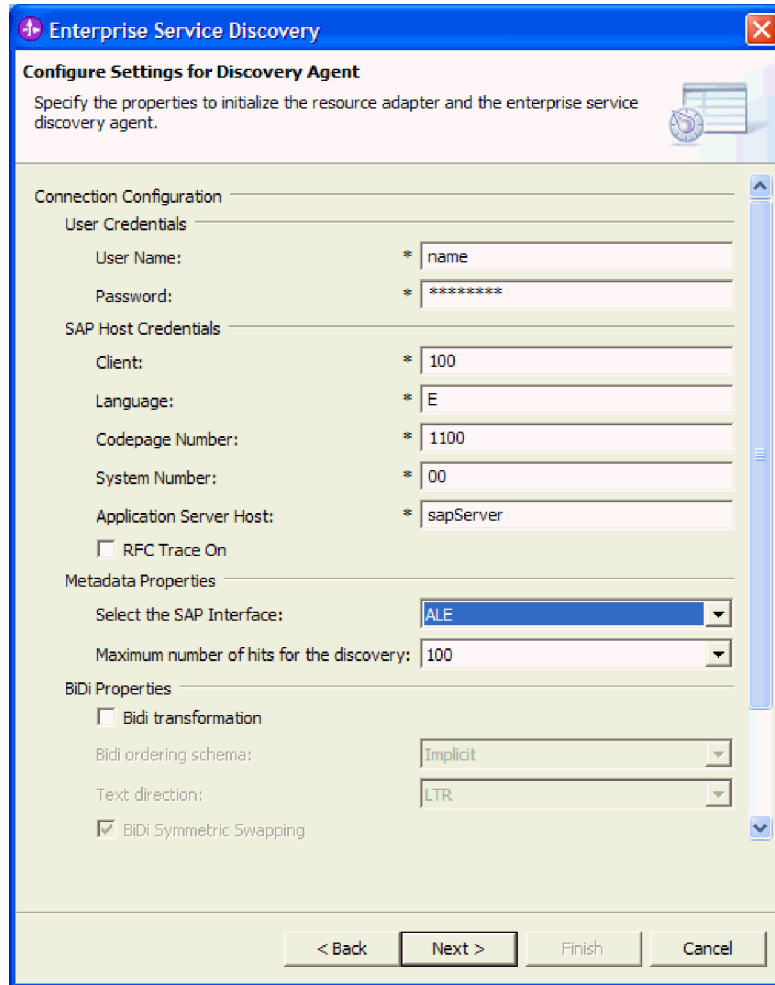 Enterprise Service Discovery
Configure Settings for Discovery Agent
Specify the properties to initialize the resource adapter and the enterprise service
discovery agent.
Connection Configuration
User Credentials
User Name: * name
Password: * ********
SAP Host Credentials
Client: * 100
Language: * E
Codepage Number: * 1100
System Number: * 00
Application Server Host: * sapServer
RFC Trace On
Metadata Properties
Select the SAP Interface: ALE
Maximum number of hits for the discovery: 100
BiDi Properties
Bidi transformation
Bidi ordering schema: Implicit
Text direction: LTR
BiDi Symmetric Swapping
< Back Next > Finish Cancel